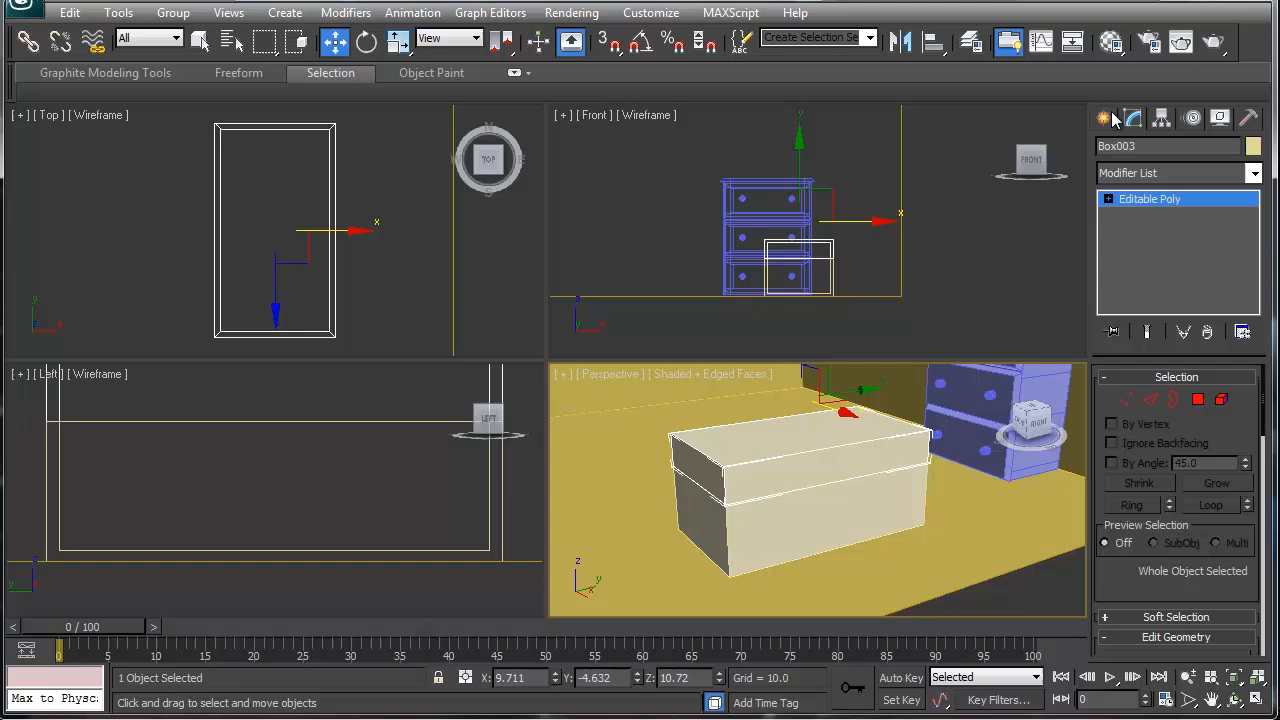 Edit Tools Group Views Create Modifiers Animation Graph Editors Rendering Customize MAXScript Help
All View Create Selection Se
Graphite Modeling Tools Freeform Selection Object Paint
[ + ] [ Top ] [ Wireframe ]
TOP
[ + ] [ Front ] [ Wireframe ]
FRONT
Box003
Modifier List
Editable Poly
[ + ] [ Left ] [ Wireframe ]
LEFT
[ + ] [ Perspective ] [ Shaded + Edged Faces ]
RIGHT
Selection
By Vertex
Ignore Backfacing
By Angle: 45.0
Shrink Grow
Ring Loop
Preview Selection
Off SubObj Multi
Whole Object Selected
Soft Selection
Edit Geometry
0 / 100
0 5 10 15 20 25 30 35 40 45 50 55 60 65 70 75 80 85 90 95 100
1 Object Selected X: 9.711 Y: -4.632 Z: 10.72 Grid = 10.0 Auto Key Selected
Max to Physc:
Click and drag to select and move objects Add Time Tag Set Key Key Filters... 0